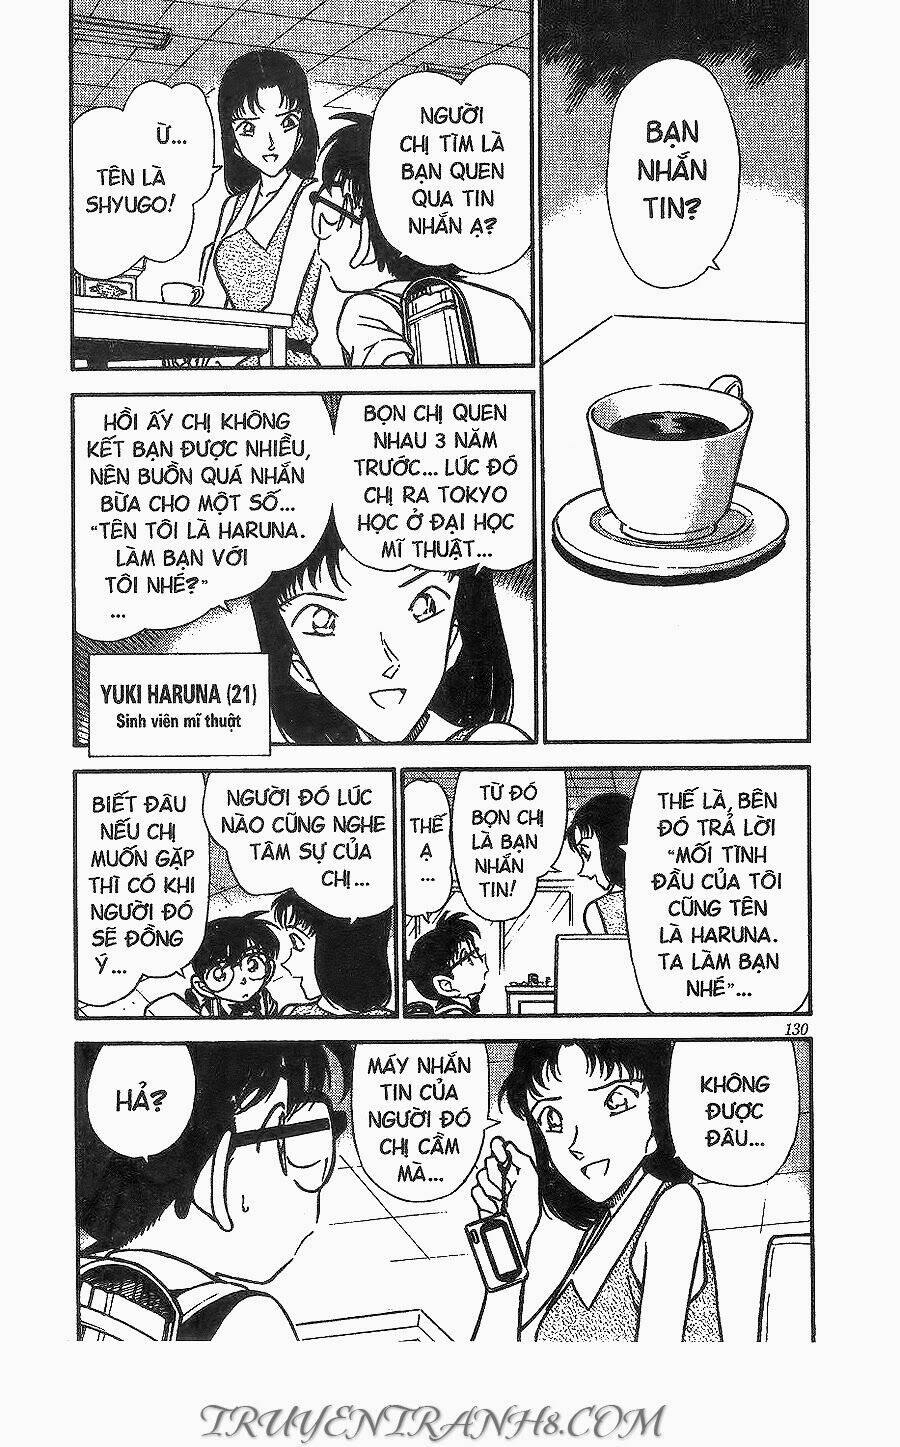 BẠN
NHẮN
TIN?
NGƯỜI
CHỊ TÌM LÀ
BẠN QUEN
QUA TIN
NHẮN Ạ?
Ừ...
TÊN LÀ
SHYUGO!
BỌN CHỊ QUEN
NHAU 3 NĂM
TRƯỚC... LÚC ĐÓ
CHỊ RA TOKYO
HỌC Ở ĐẠI HỌC
MĨ THUẬT...
HỒI ẤY CHỊ KHÔNG
KẾT BẠN ĐƯỢC NHIỀU,
NÊN BUỒN QUÁ NHẮN
BỪA CHO MỘT SỐ...
“TÊN TÔI LÀ HARUNA.
LÀM BẠN VỚI
TÔI NHÉ?”
...
YUKI HARUNA (21)
Sinh viên mĩ thuật
THẾ LÀ, BÊN
ĐÓ TRẢ LỜI
“MỐI TÌNH
ĐẦU CỦA TÔI
CŨNG TÊN
LÀ HARUNA.
TA LÀM BẠN
NHÉ”...
TỪ ĐÓ
BỌN CHỊ
LÀ BẠN
NHẮN
TIN!
THẾ
Ạ
...
NGƯỜI ĐÓ LÚC
NÀO CŨNG NGHE
TÂM SỰ CỦA
CHỊ...
BIẾT ĐÂU
NẾU CHỊ
MUỐN GẶP
THÌ CÓ KHI
NGƯỜI ĐÓ
SẼ ĐỒNG
Ý...
130
KHÔNG
ĐƯỢC
ĐÂU...
MÁY NHẮN
TIN CỦA
NGƯỜI ĐÓ
CHỊ CẦM
MÀ...
HẢ?
TRUYENTRANH8.COM